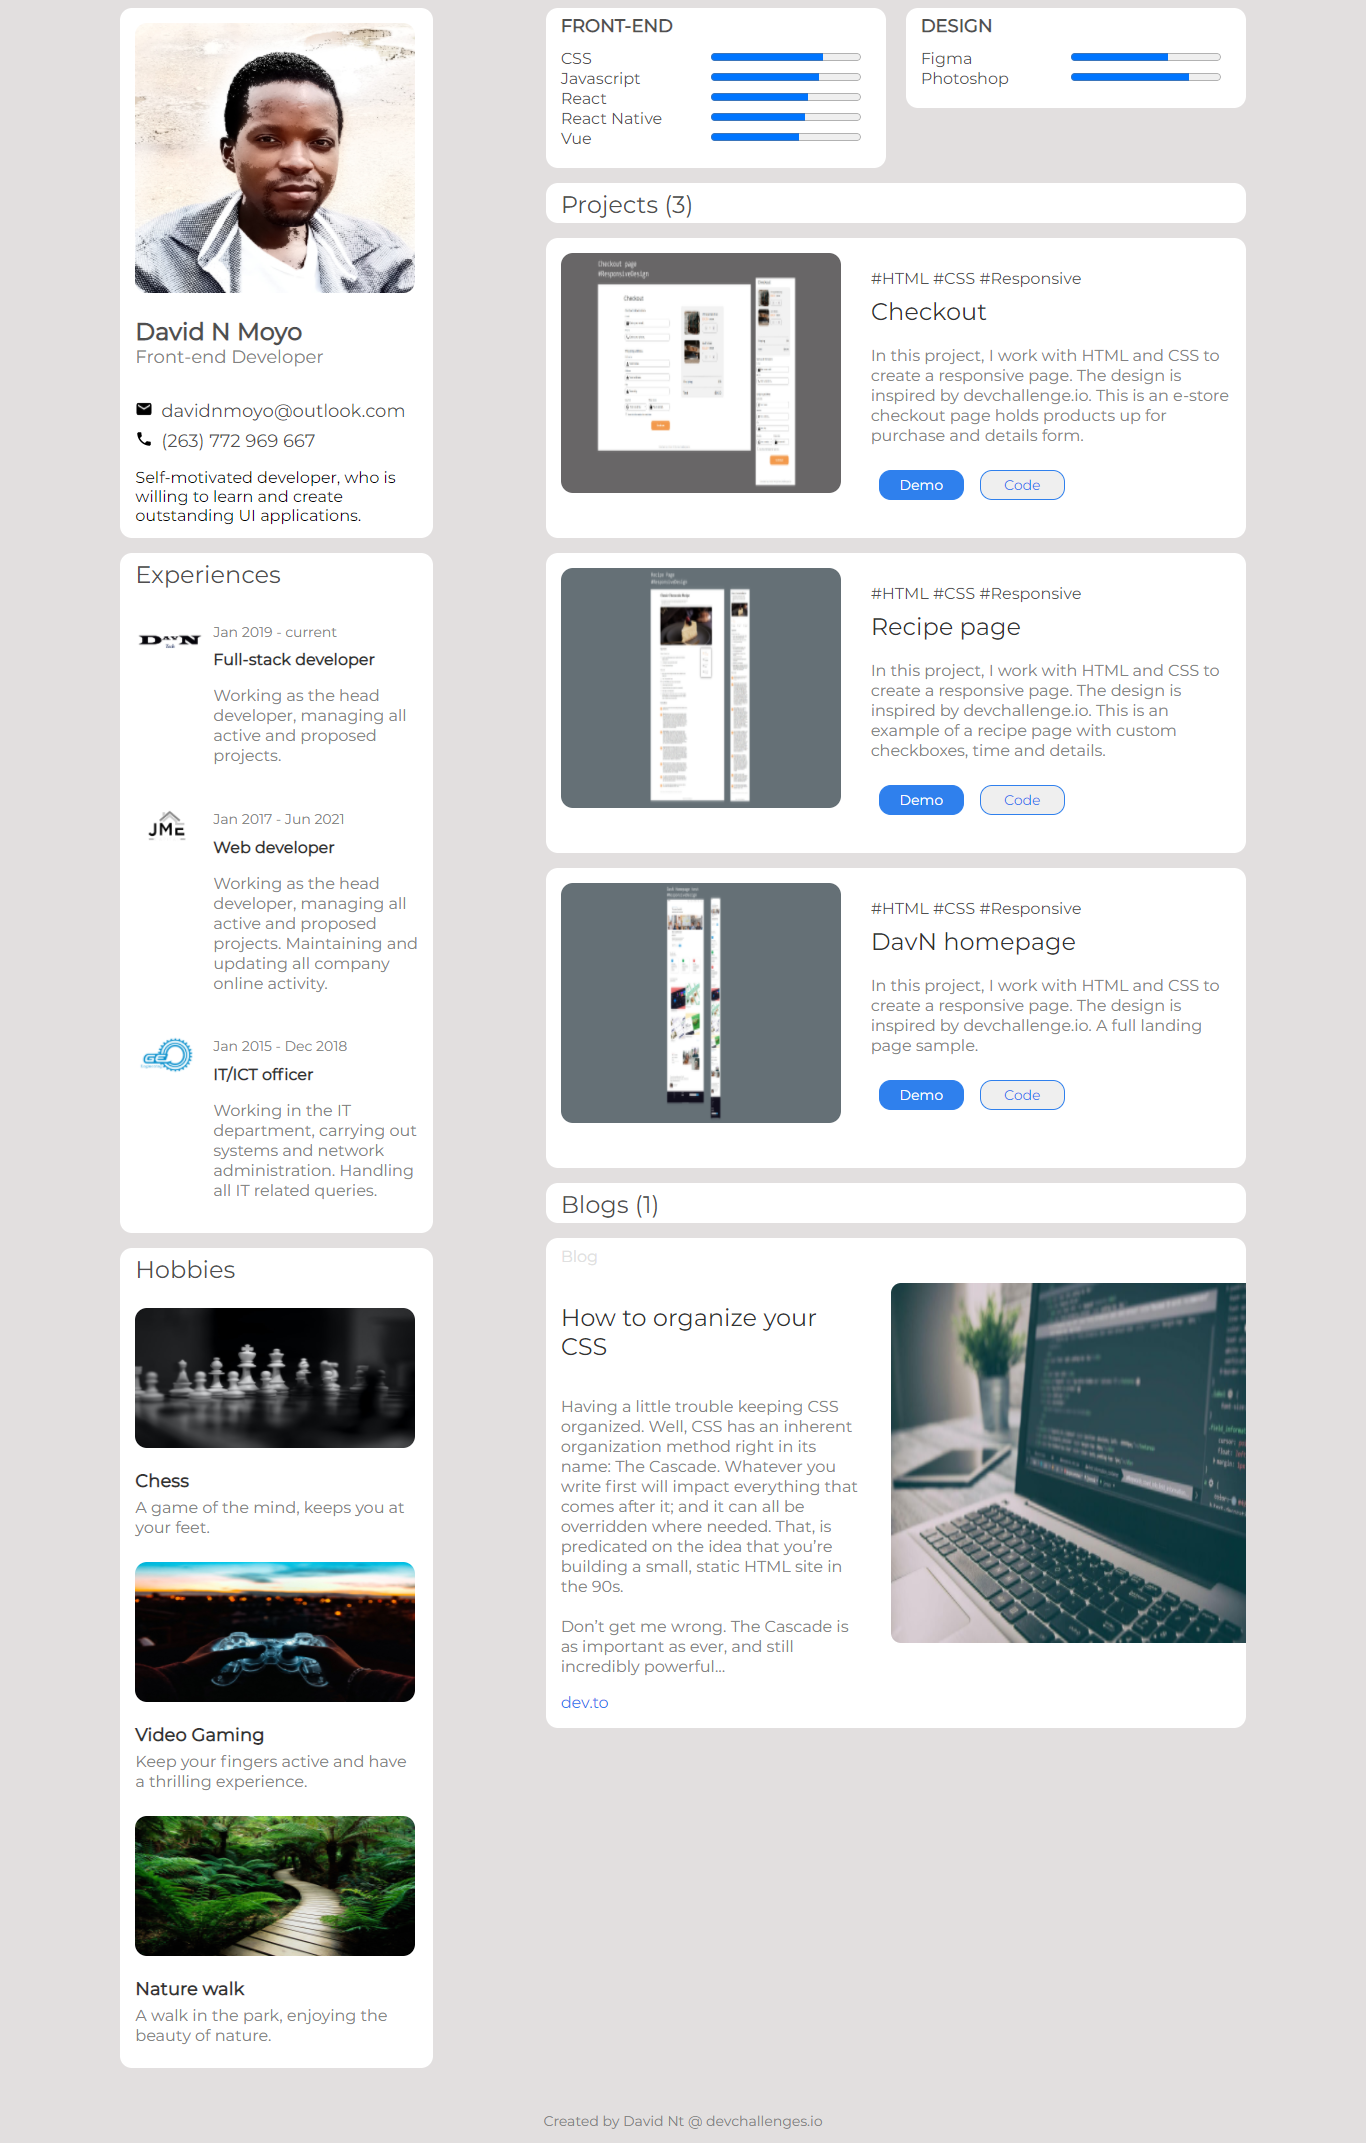 David N Moyo
Front-end Developer
davidnmoyo@outlook.com
(263) 772 969 667
Self-motivated developer, who is
willing to learn and create
outstanding UI applications.
Experiences
DavN
Jan 2019 - current
Full-stack developer
Working as the head
developer, managing all
active and proposed
projects.
JME
Jan 2017 - Jun 2021
Web developer
Working as the head
developer, managing all
active and proposed
projects. Maintaining and
updating all company
online activity.
Jan 2015 - Dec 2018
IT/ICT officer
Working in the IT
department, carrying out
systems and network
administration. Handling
all IT related queries.
Hobbies
Chess
A game of the mind, keeps you at
your feet.
Video Gaming
Keep your fingers active and have
a thrilling experience.
Nature walk
A walk in the park, enjoying the
beauty of nature.
FRONT-END
CSS
Javascript
React
React Native
Vue
DESIGN
Figma
Photoshop
Projects (3)
Checkout page
#ResponsiveDesign
Checkout
#HTML #CSS #Responsive
Checkout
In this project, I work with HTML and CSS to
create a responsive page. The design is
inspired by devchallenge.io. This is an e-store
checkout page holds products up for
purchase and details form.
Demo Code
Recipe Page
#ResponsiveDesign
#HTML #CSS #Responsive
Recipe page
In this project, I work with HTML and CSS to
create a responsive page. The design is
inspired by devchallenge.io. This is an
example of a recipe page with custom
checkboxes, time and details.
Demo Code
#HTML #CSS #Responsive
DavN homepage
In this project, I work with HTML and CSS to
create a responsive page. The design is
inspired by devchallenge.io. A full landing
page sample.
Demo Code
Blogs (1)
Blog
How to organize your
CSS
Having a little trouble keeping CSS
organized. Well, CSS has an inherent
organization method right in its
name: The Cascade. Whatever you
write first will impact everything that
comes after it; and it can all be
overridden where needed. That, is
predicated on the idea that you're
building a small, static HTML site in
the 90s.
Don't get me wrong. The Cascade is
as important as ever, and still
incredibly powerful...
dev.to
Created by David Nt @ devchallenges.io